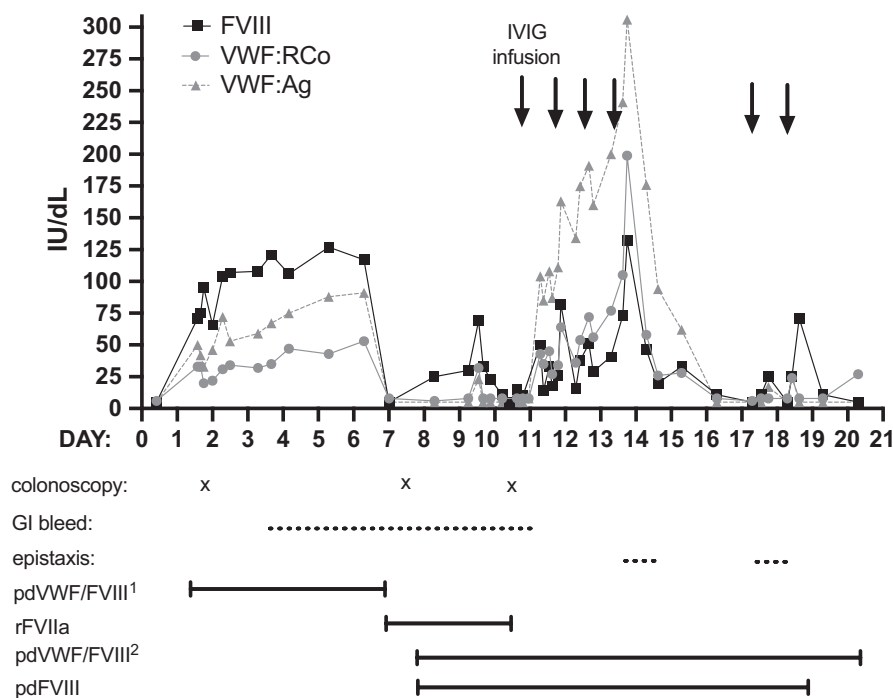 300
275
250
225
200
175
150
125
100
75
50
25
0
IU/dL
FVIII
VWF:RCo
VWF:Ag
IVIG
infusion
DAY: 0 1 2 3 4 5 6 7 8 9 10 11 12 13 14 15 16 17 18 19 20 21
colonoscopy: x x x
GI bleed:
epistaxis:
pdVWF/FVIII1
rFVIIa
pdVWF/FVIII2
pdFVIII